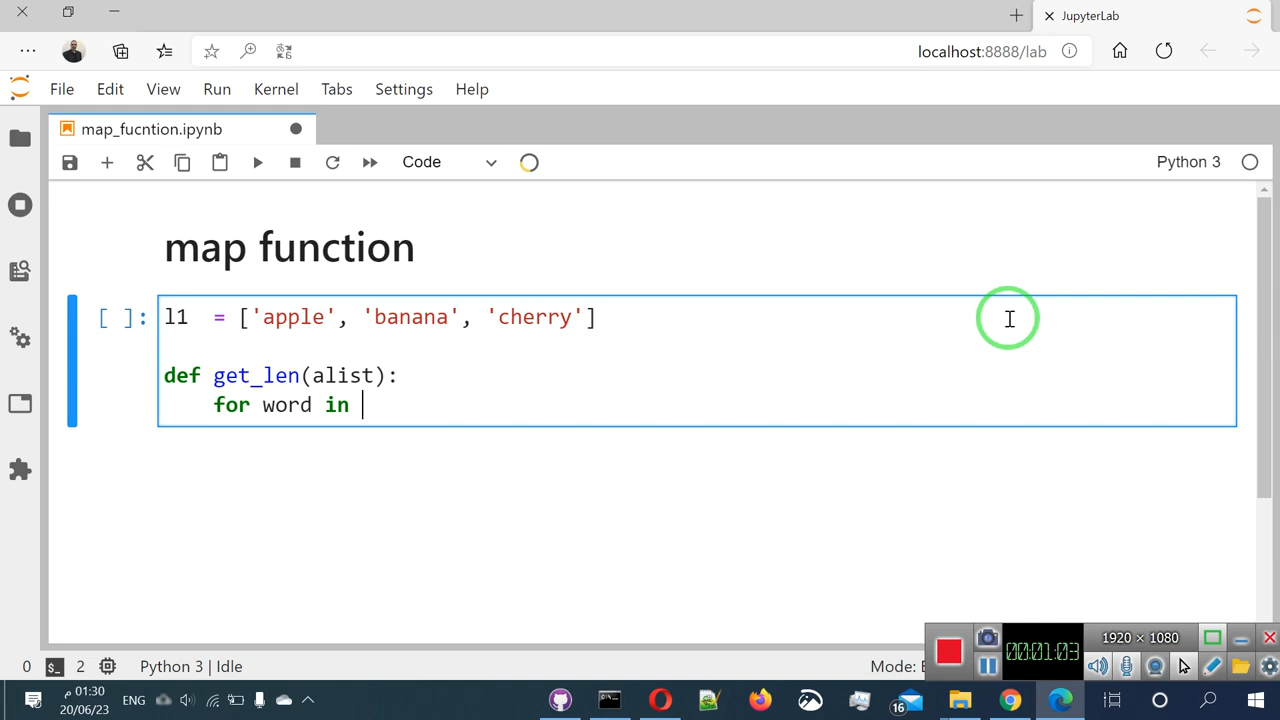 JupyterLab
localhost:8888/lab
File Edit View Run Kernel Tabs Settings Help
map_fucntion.ipynb
Code
Python 3
map function
[ ]: l1  = ['apple', 'banana', 'cherry']
def get_len(alist):
    for word in
00:01:03
1920 × 1080
0
2
Python 3 | Idle
Mode: E
ENG
01:30 م
20/06/23
16